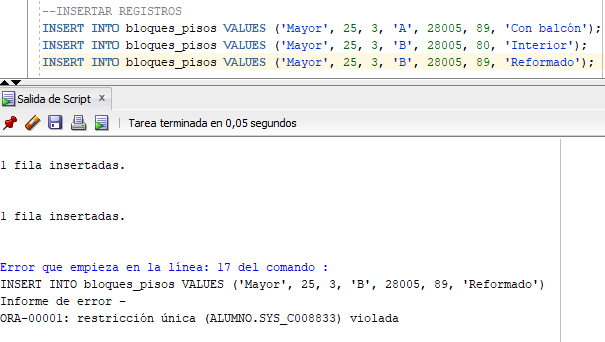 --INSERTAR REGISTROS
INSERT INTO bloques_pisos VALUES ('Mayor', 25, 3, 'A', 28005, 89, 'Con balcón');
INSERT INTO bloques_pisos VALUES ('Mayor', 25, 3, 'B', 28005, 80, 'Interior');
INSERT INTO bloques_pisos VALUES ('Mayor', 25, 3, 'B', 28005, 89, 'Reformado');
Salida de Script x
Tarea terminada en 0,05 segundos
1 fila insertadas.
1 fila insertadas.
Error que empieza en la línea: 17 del comando :
INSERT INTO bloques_pisos VALUES ('Mayor', 25, 3, 'B', 28005, 89, 'Reformado')
Informe de error -
ORA-00001: restricción única (ALUMNO.SYS_C008833) violada